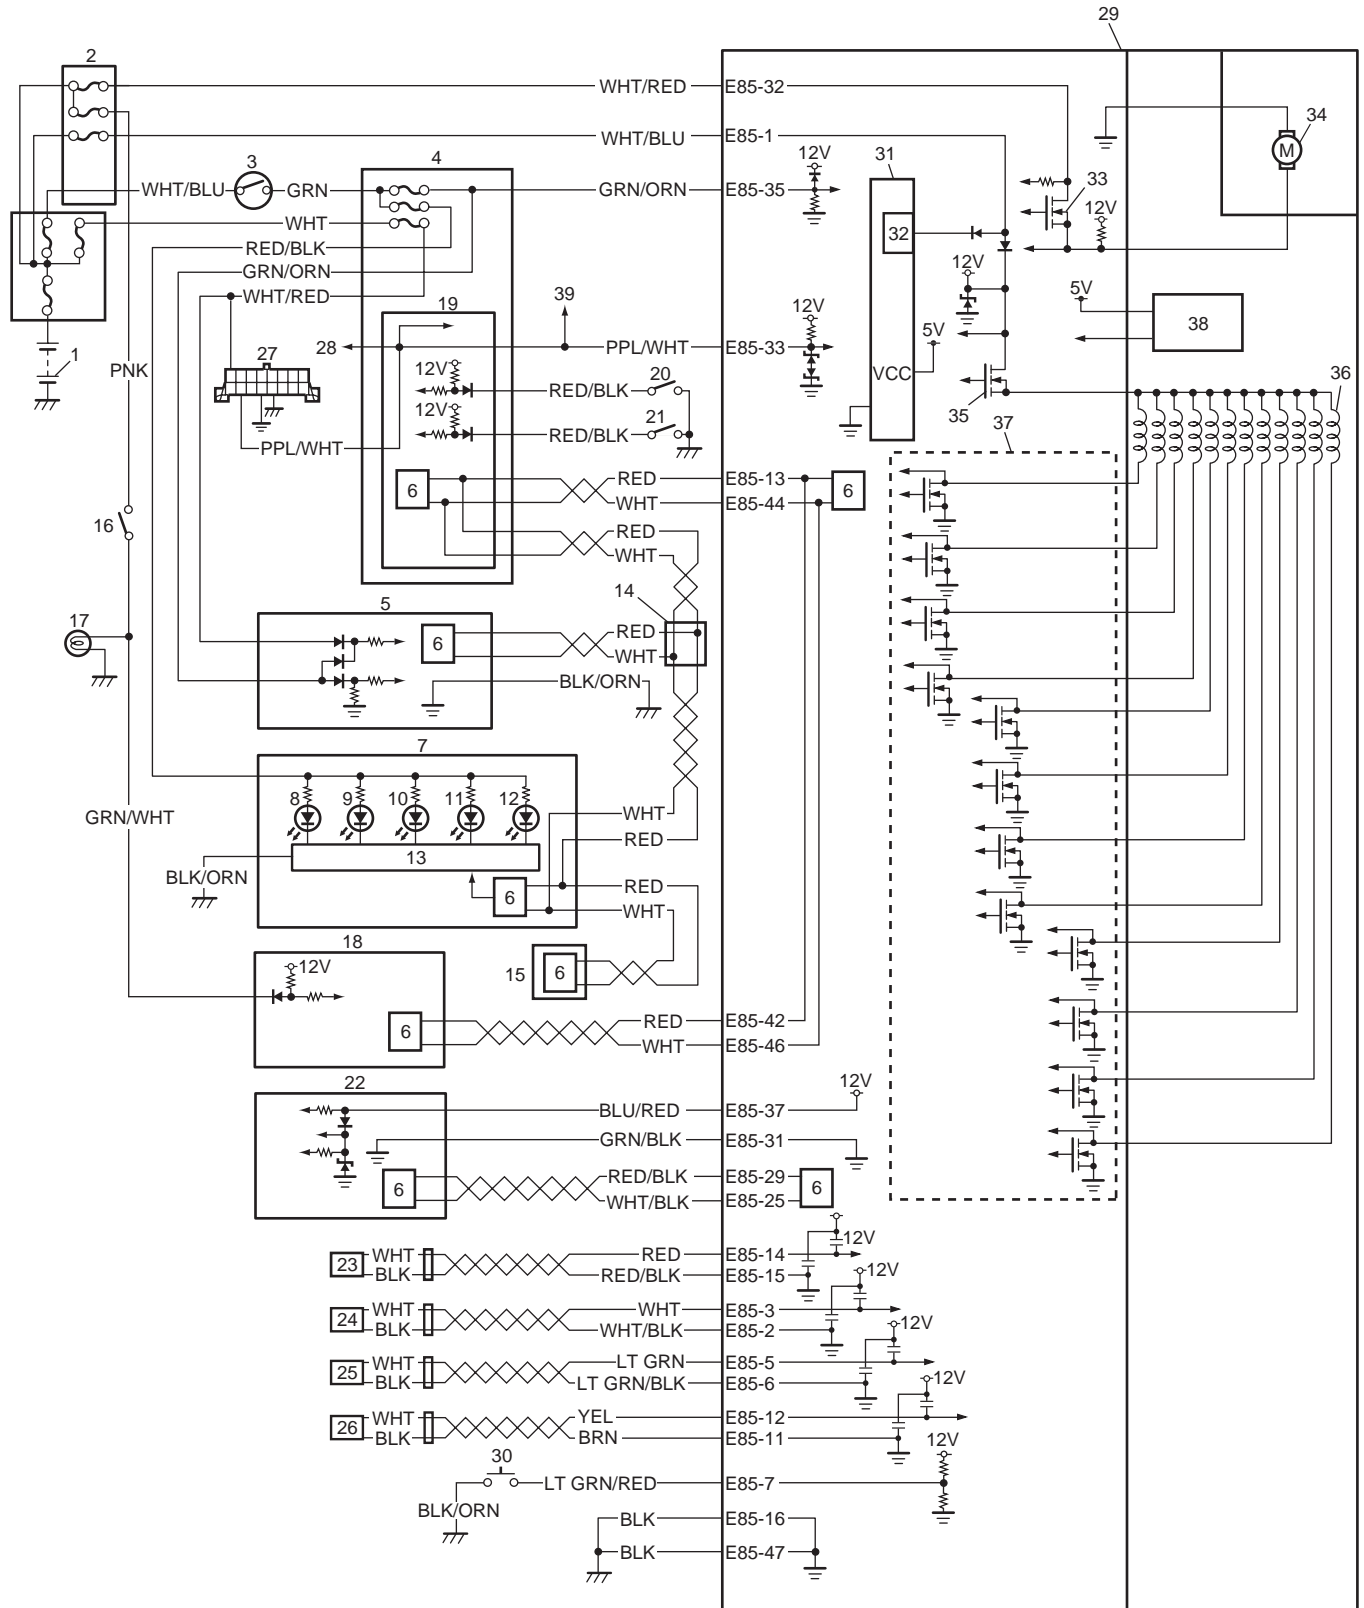 29
2
WHT/RED E85-32
34
WHT/BLU E85-1
M
3
4
12V
31
WHT/BLU GRN
GRN/ORN E85-35
33
WHT
12V
RED/BLK
32
GRN/ORN
12V
WHT/RED
39
5V
19
12V
28
PPL/WHT E85-33
5V
38
1
PNK
27
12V
20
VCC
RED/BLK
36
12V
21
35
RED/BLK
37
PPL/WHT
6
RED E85-13
6
WHT E85-44
16
RED
WHT
14
5
17
6
RED
WHT
BLK/ORN
7
8 9 10 11 12
WHT
GRN/WHT
RED
13
BLK/ORN
6
RED
WHT
18
12V
15
6
6
RED E85-42
WHT E85-46
22
12V
BLU/RED E85-37
GRN/BLK E85-31
6
RED/BLK E85-29
6
WHT/BLK E85-25
12V
23
WHT
RED E85-14
BLK
RED/BLK E85-15
12V
24
WHT
WHT E85-3
BLK
WHT/BLK E85-2
12V
25
WHT
LT GRN E85-5
BLK
LT GRN/BLK E85-6
12V
26
WHT
YEL E85-12
BLK
BRN E85-11
12V
30
LT GRN/RED E85-7
BLK/ORN
BLK E85-16
BLK E85-47